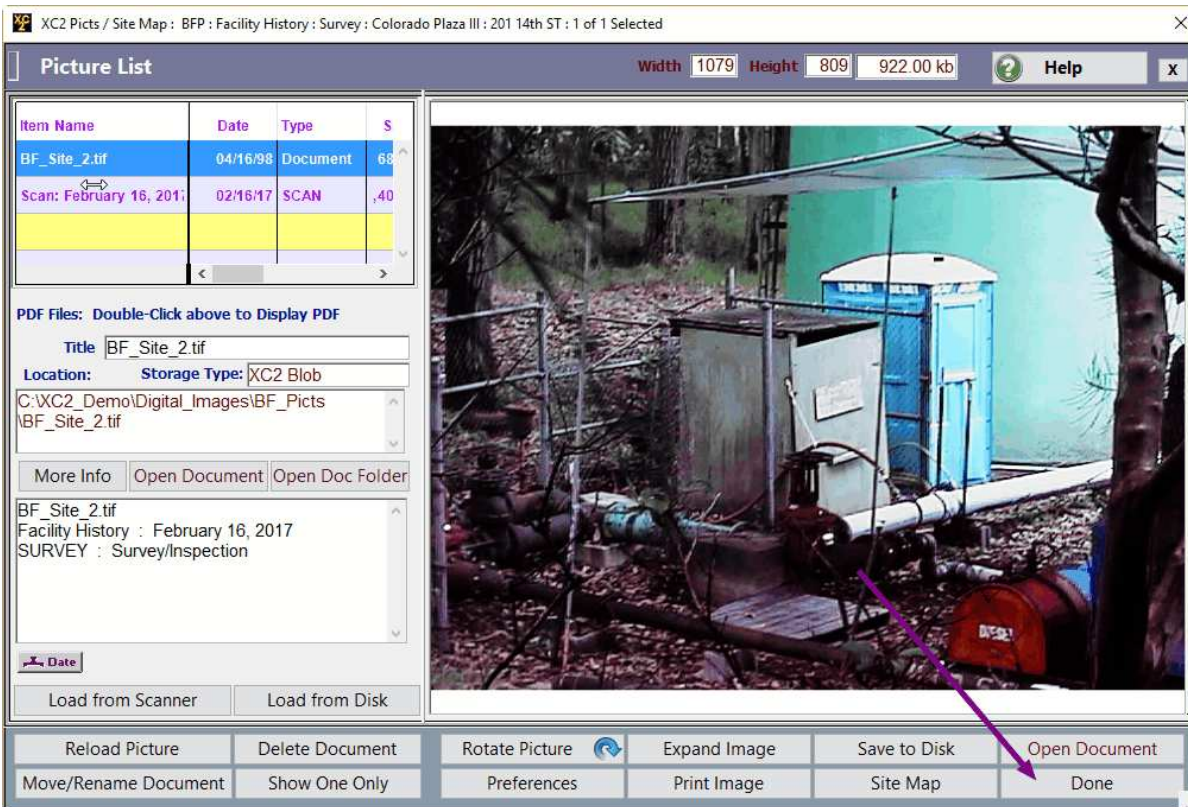 XC2 Picts / Site Map : BFP : Facility History : Survey : Colorado Plaza III : 201 14th ST : 1 of 1 Selected
Picture List
Width 1079 Height 809 922.00 kb
Help
X
Item Name Date Type S
BF_Site_2.tif 04/16/98 Document 68
Scan: February 16, 201 02/16/17 SCAN ,40
PDF Files: Double-Click above to Display PDF
Title BF_Site_2.tif
Location: Storage Type: XC2 Blob
C:\XC2_Demo\Digital_Images\BF_Picts
\BF_Site_2.tif
More Info Open Document Open Doc Folder
BF_Site_2.tif
Facility History : February 16, 2017
SURVEY : Survey/Inspection
Date
Load from Scanner Load from Disk
DIESEL
Reload Picture Delete Document Rotate Picture Expand Image Save to Disk Open Document
Move/Rename Document Show One Only Preferences Print Image Site Map Done